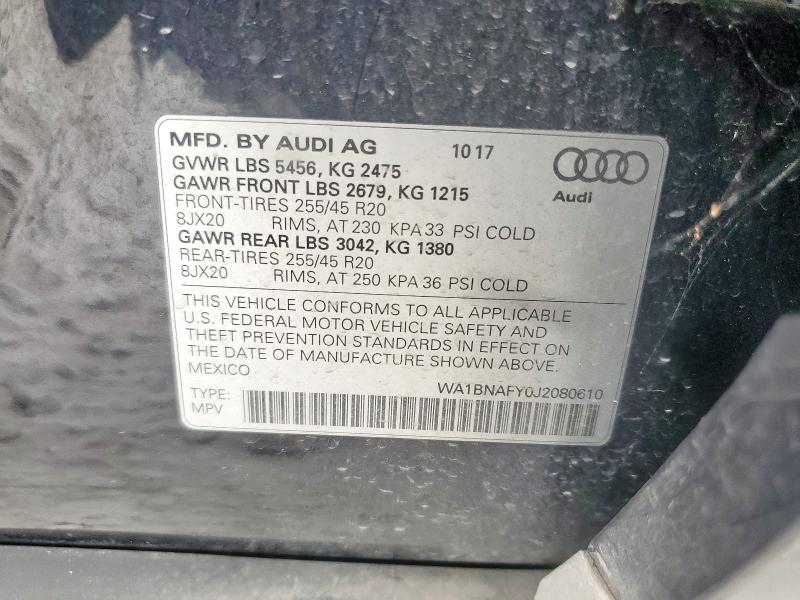 MFD. BY AUDI AG 10 17
GVWR LBS 5456, KG 2475
GAWR FRONT LBS 2679, KG 1215
Audi
FRONT-TIRES 255/45 R20
8JX20 RIMS, AT 230 KPA 33 PSI COLD
GAWR REAR LBS 3042, KG 1380
REAR-TIRES 255/45 R20
8JX20 RIMS, AT 250 KPA 36 PSI COLD
THIS VEHICLE CONFORMS TO ALL APPLICABLE
U.S. FEDERAL MOTOR VEHICLE SAFETY AND
THEFT PREVENTION STANDARDS IN EFFECT ON
THE DATE OF MANUFACTURE SHOWN ABOVE.
MEXICO
WA1BNAFY0J2080610
TYPE:
MPV